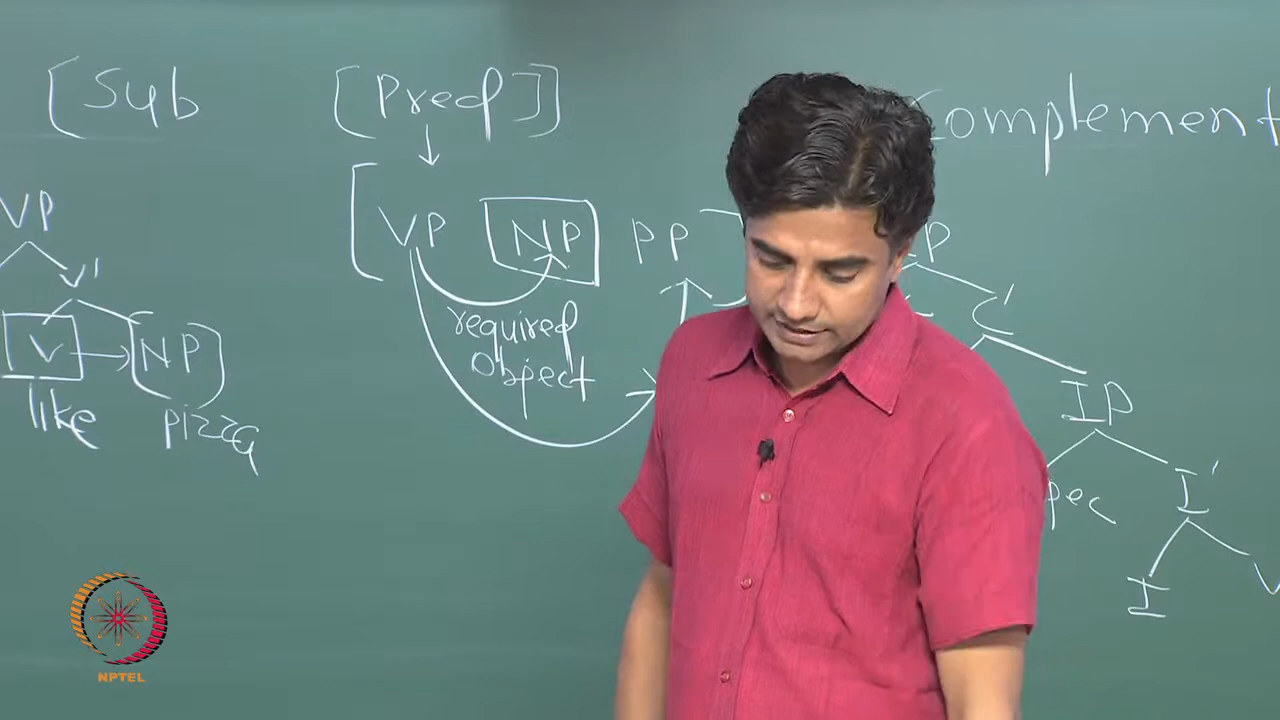 [Sub [Pred]]
Complement
VP
V'
V [NP]
like pizza
[VP NP PP]
required
object
P
C'
IP
pec
I'
I V
NPTEL